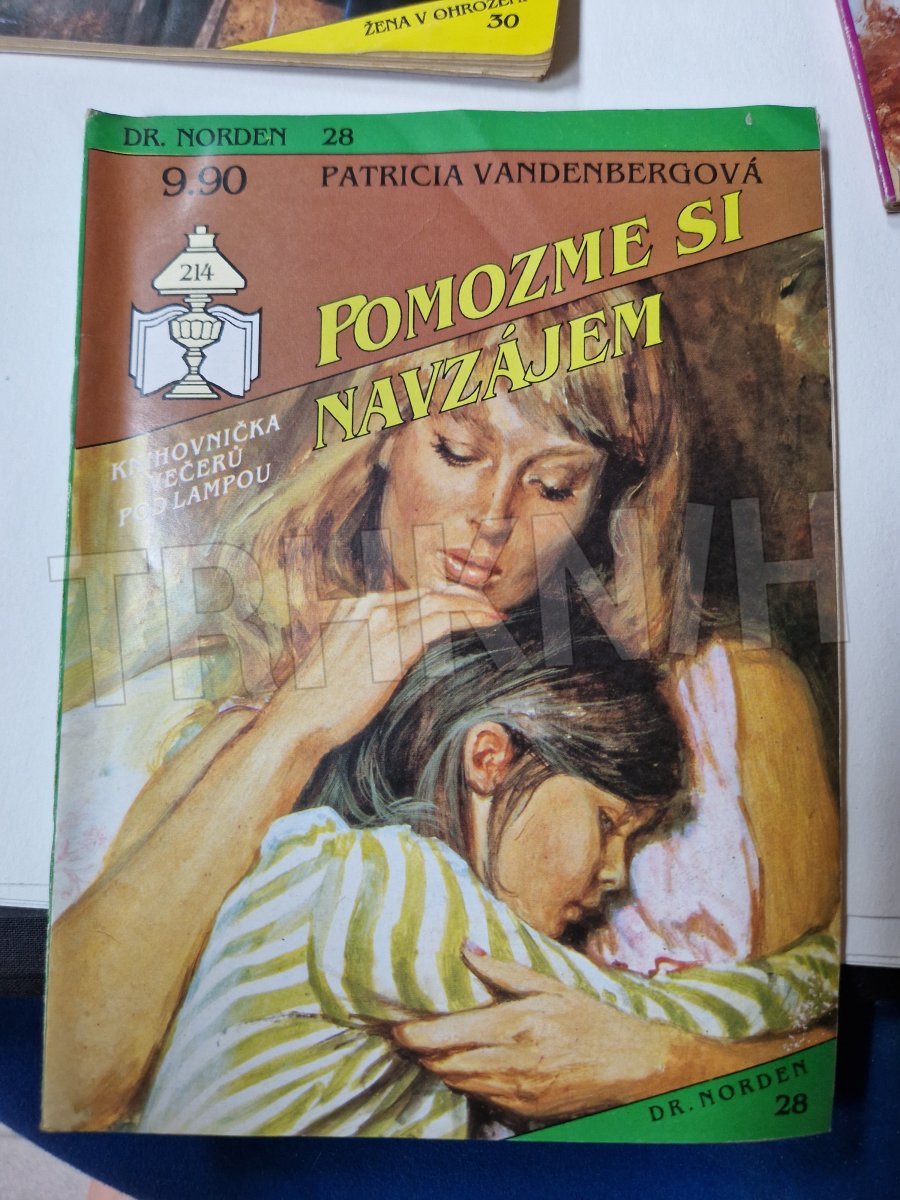 ŽENA V OHROŽENÍ
30
DR. NORDEN 28
9.90 PATRICIA VANDENBERGOVÁ
214
POMOZME SI
NAVZÁJEM
KNIHOVNIČKA
VEČERŮ
POD LAMPOU
TRHKNIH
DR. NORDEN
28